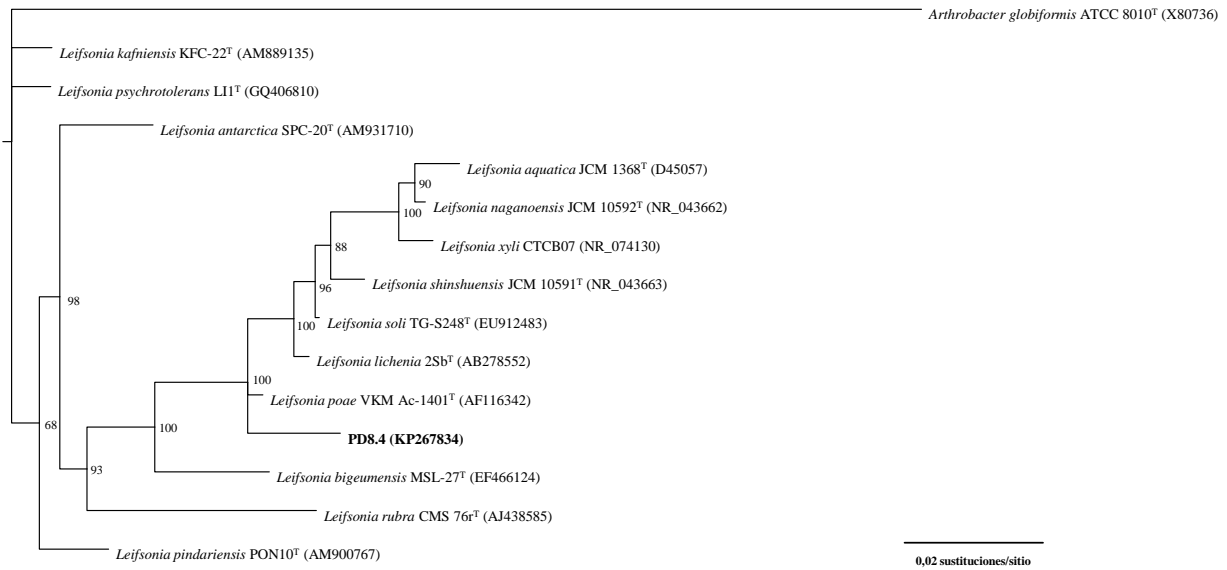 Arthrobacter globiformis ATCC 8010ᵀ (X80736)
Leifsonia kafniensis KFC-22ᵀ (AM889135)
Leifsonia psychrotolerans LI1ᵀ (GQ406810)
Leifsonia antarctica SPC-20ᵀ (AM931710)
Leifsonia aquatica JCM 1368ᵀ (D45057)
90
Leifsonia naganoensis JCM 10592ᵀ (NR_043662)
100
Leifsonia xyli CTCB07 (NR_074130)
88
Leifsonia shinshuensis JCM 10591ᵀ (NR_043663)
96
98
Leifsonia soli TG-S248ᵀ (EU912483)
100
Leifsonia lichenia 2Sbᵀ (AB278552)
100
Leifsonia poae VKM Ac-1401ᵀ (AF116342)
68
100
PD8.4 (KP267834)
93
Leifsonia bigeumensis MSL-27ᵀ (EF466124)
Leifsonia rubra CMS 76rᵀ (AJ438585)
Leifsonia pindariensis PON10ᵀ (AM900767)
0,02 sustituciones/sitio